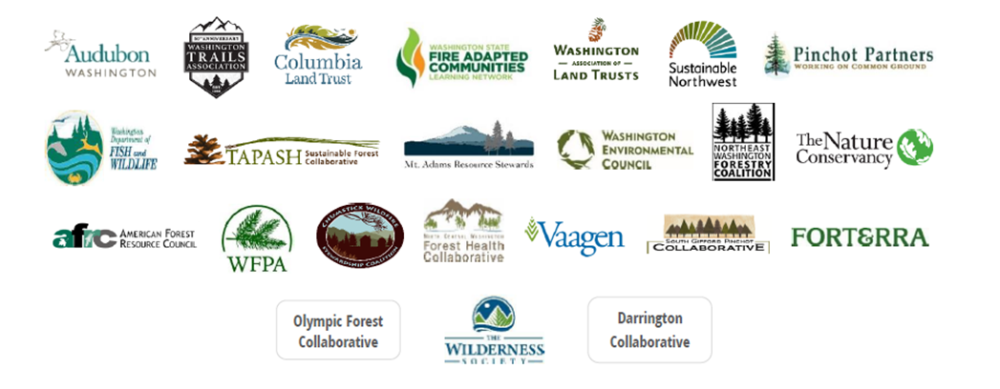 Audubon
WASHINGTON
50TH ANNIVERSARY
WASHINGTON
TRAILS
ASSOCIATION
Columbia
Land Trust
WASHINGTON STATE
FIRE ADAPTED
COMMUNITIES
LEARNING NETWORK
WASHINGTON
ASSOCIATION OF
LAND TRUSTS
Sustainable
Northwest
Pinchot Partners
WORKING ON COMMON GROUND
Washington
Department of
FISH and
WILDLIFE
TAPASH Sustainable Forest
Collaborative
Mt. Adams Resource Stewards
WASHINGTON
ENVIRONMENTAL
COUNCIL
NORTHEAST
WASHINGTON
FORESTRY
COALITION
The Nature
Conservancy
afrc AMERICAN FOREST
RESOURCE COUNCIL
WFPA
CHUMSTICK WILDFIRE
STEWARDSHIP COALITION
NORTH CENTRAL WASHINGTON
Forest Health
Collaborative
Vaagen
SOUTH GIFFORD PINCHOT
COLLABORATIVE
FORTERRA
Olympic Forest
Collaborative
THE
WILDERNESS
SOCIETY
Darrington
Collaborative